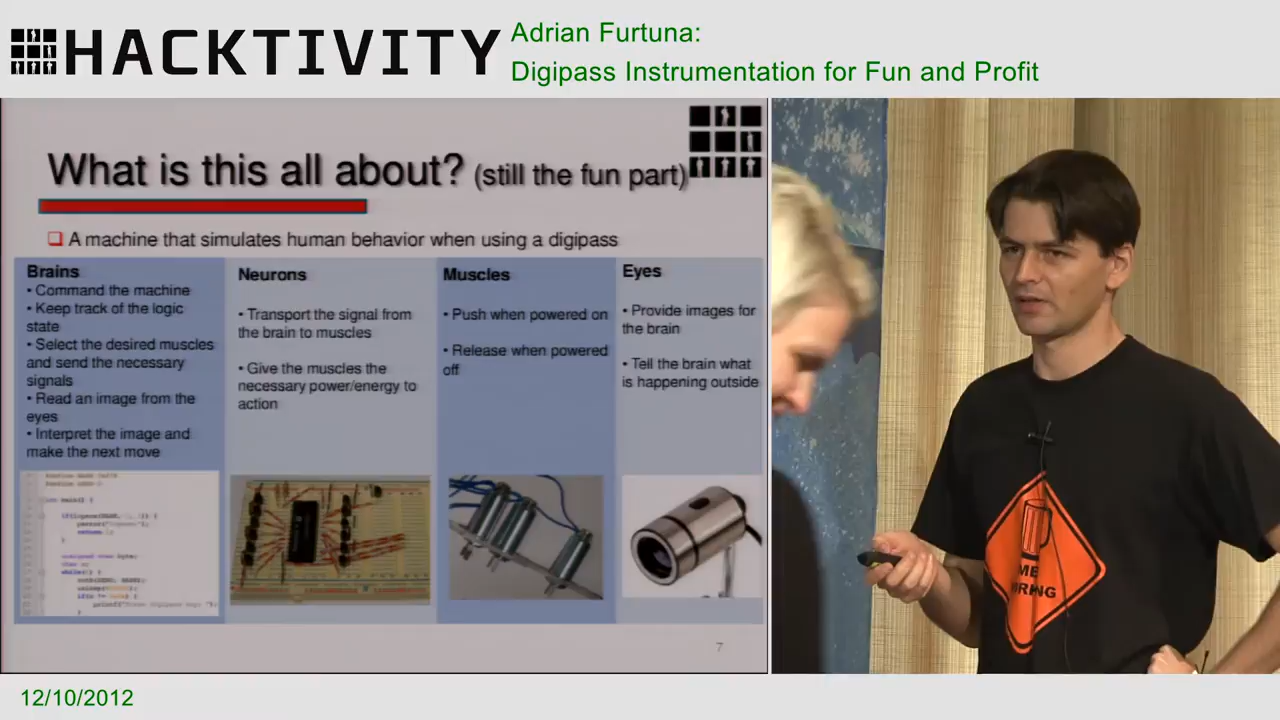 HACKTIVITY
Adrian Furtuna:
Digipass Instrumentation for Fun and Profit
What is this all about? (still the fun part)
❑ A machine that simulates human behavior when using a digipass
Brains
• Command the machine
• Keep track of the logic
state
• Select the desired muscles
and send the necessary
signals
• Read an image from the
eyes
• Interpret the image and
make the next move
Neurons
• Transport the signal from
the brain to muscles
• Give the muscles the
necessary power/energy to
action
Muscles
• Push when powered on
• Release when powered
off
Eyes
• Provide images for
the brain
• Tell the brain what
is happening outside
7
12/10/2012